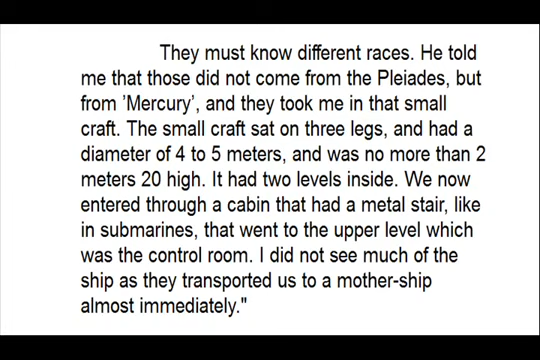 They must know different races. He told
me that those did not come from the Pleiades, but
from ’Mercury’, and they took me in that small
craft. The small craft sat on three legs, and had a
diameter of 4 to 5 meters, and was no more than 2
meters 20 high. It had two levels inside. We now
entered through a cabin that had a metal stair, like
in submarines, that went to the upper level which
was the control room. I did not see much of the
ship as they transported us to a mother-ship
almost immediately."